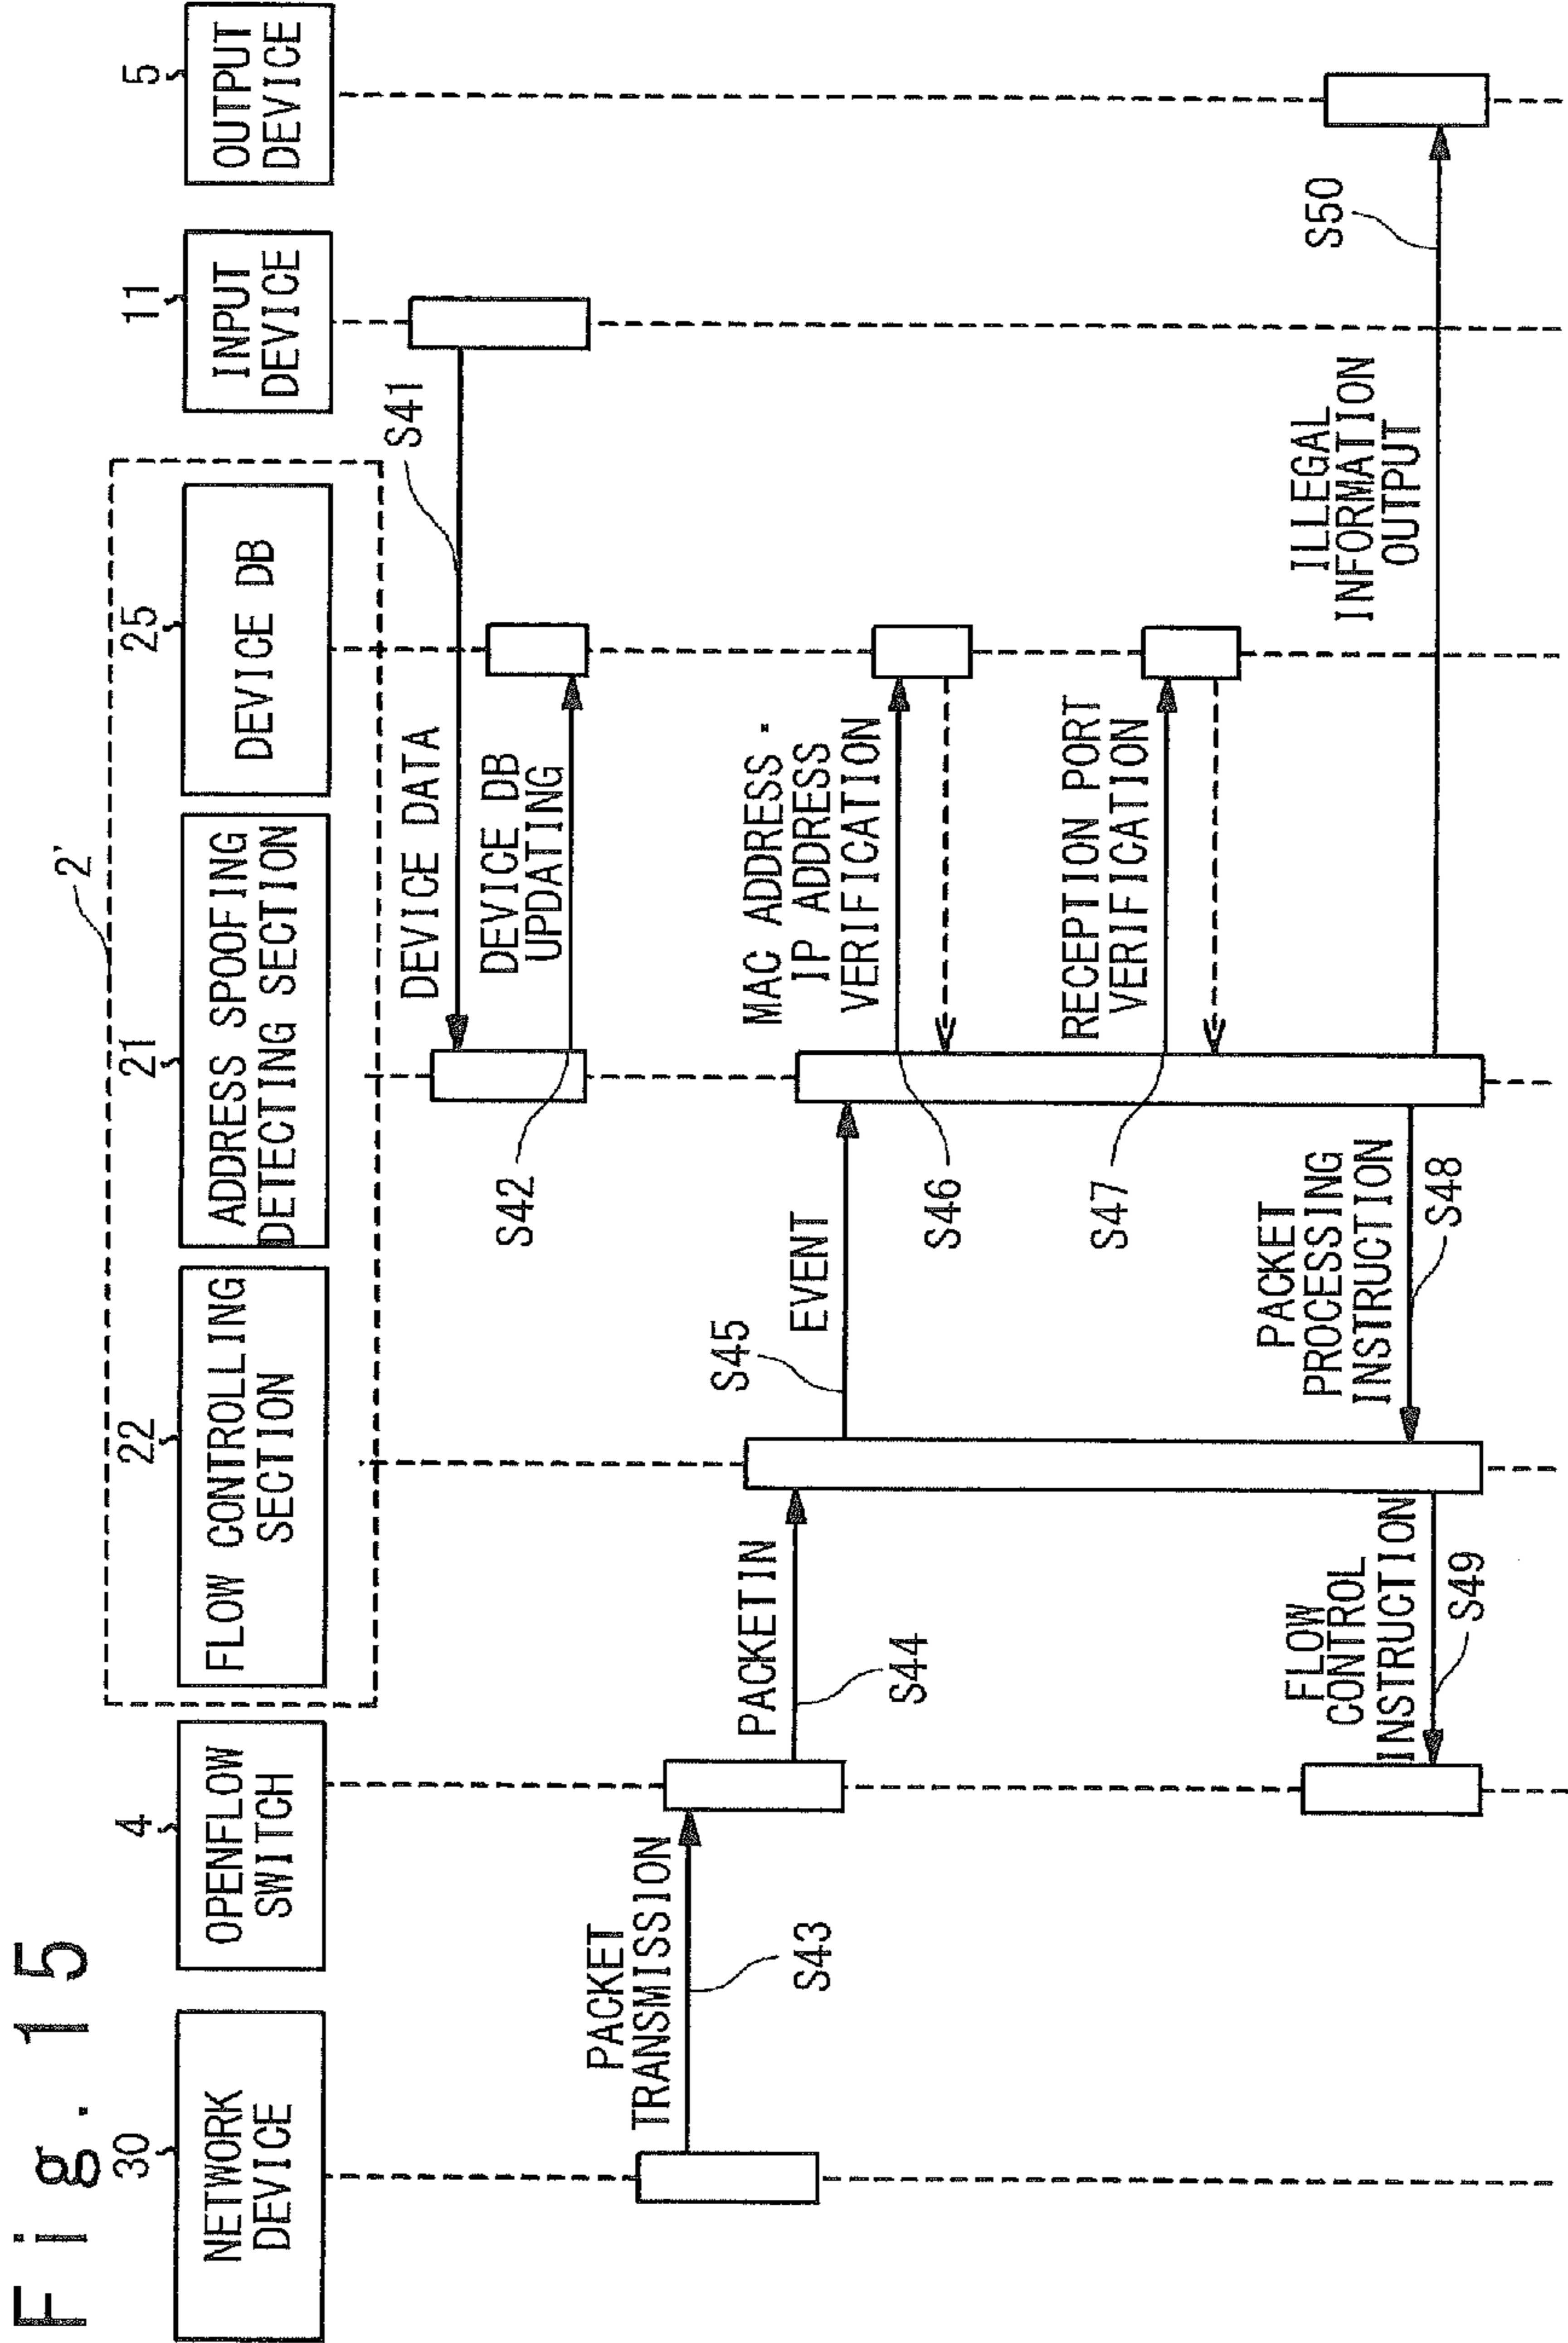 Fig. 15
30
NETWORK
DEVICE
4
OPENFLOW
SWITCH
2'
22
FLOW CONTROLLING
SECTION
21
ADDRESS SPOOFING
DETECTING SECTION
25
DEVICE DB
11
INPUT
DEVICE
5
OUTPUT
DEVICE
S41
DEVICE DATA
DEVICE DB
UPDATING
S42
PACKET
TRANSMISSION
S43
PACKETIN
S44
S45
EVENT
MAC ADDRESS ·
IP ADDRESS
VERIFICATION
S46
RECEPTION PORT
VERIFICATION
S47
PACKET
PROCESSING
INSTRUCTION
S48
FLOW
CONTROL
INSTRUCTION
S49
ILLEGAL
INFORMATION
OUTPUT
S50